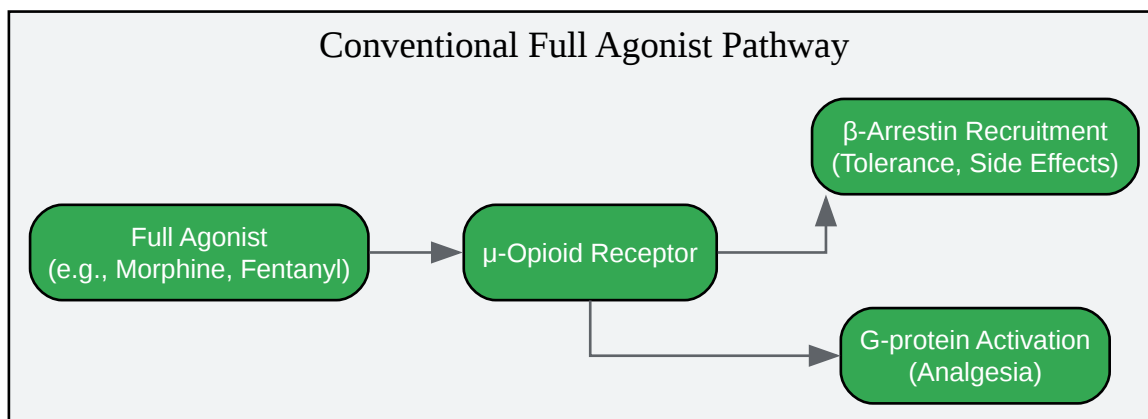 Conventional Full Agonist Pathway
β-Arrestin Recruitment
(Tolerance, Side Effects)
Full Agonist
(e.g., Morphine, Fentanyl)
μ-Opioid Receptor
G-protein Activation
(Analgesia)